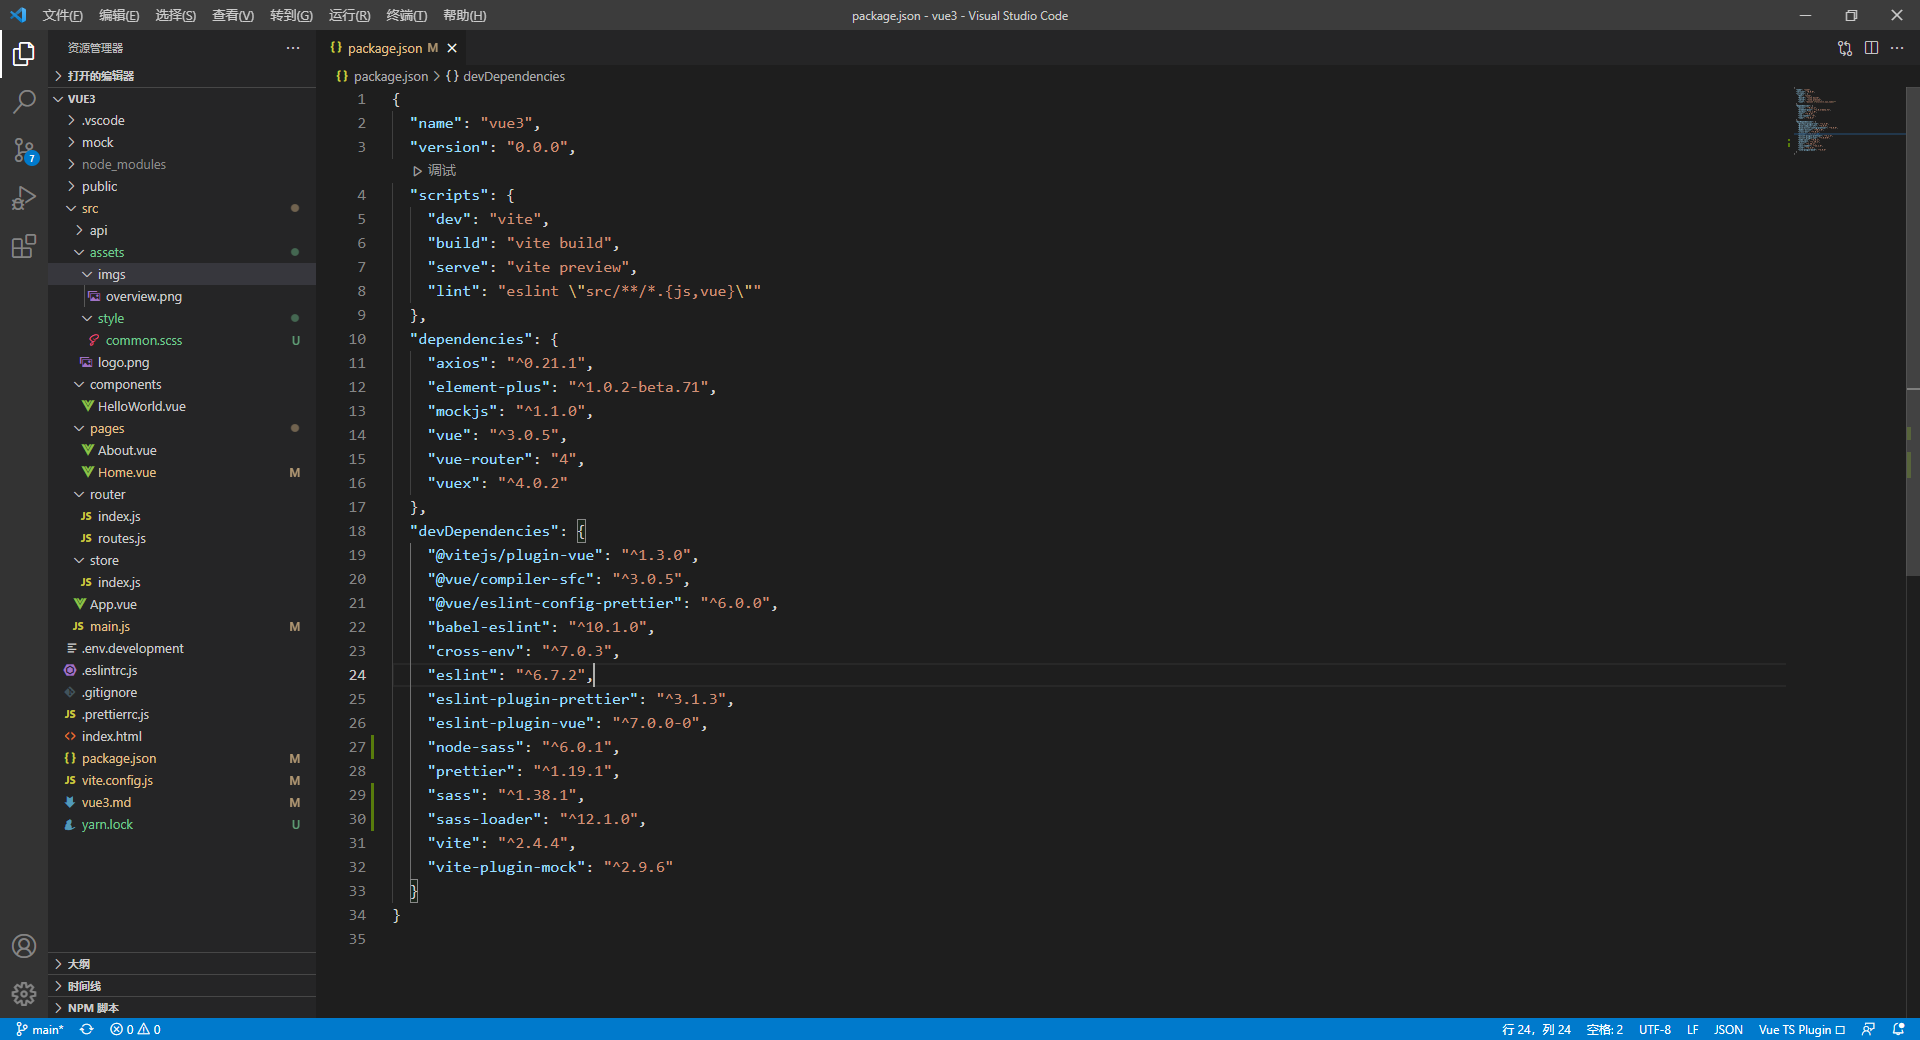 文件(F) 编辑(E) 选择(S) 查看(V) 转到(G) 运行(R) 终端(T) 帮助(H)
package.json - vue3 - Visual Studio Code
资源管理器
打开的编辑器
VUE3
.vscode
mock
node_modules
public
src
api
assets
imgs
overview.png
style
common.scss U
logo.png
components
HelloWorld.vue
pages
About.vue
Home.vue M
router
JS index.js
JS routes.js
store
JS index.js
App.vue
JS main.js M
.env.development
.eslintrc.js
.gitignore
JS .prettierrc.js
index.html
{} package.json M
JS vite.config.js M
vue3.md M
yarn.lock U
大纲
时间线
NPM 脚本
7
{} package.json M
{} package.json > {} devDependencies
1 {
2 "name": "vue3",
3 "version": "0.0.0",
调试
4 "scripts": {
5 "dev": "vite",
6 "build": "vite build",
7 "serve": "vite preview",
8 "lint": "eslint \"src/**/*.{js,vue}\""
9 },
10 "dependencies": {
11 "axios": "^0.21.1",
12 "element-plus": "^1.0.2-beta.71",
13 "mockjs": "^1.1.0",
14 "vue": "^3.0.5",
15 "vue-router": "4",
16 "vuex": "^4.0.2"
17 },
18 "devDependencies": {
19 "@vitejs/plugin-vue": "^1.3.0",
20 "@vue/compiler-sfc": "^3.0.5",
21 "@vue/eslint-config-prettier": "^6.0.0",
22 "babel-eslint": "^10.1.0",
23 "cross-env": "^7.0.3",
24 "eslint": "^6.7.2",
25 "eslint-plugin-prettier": "^3.1.3",
26 "eslint-plugin-vue": "^7.0.0-0",
27 "node-sass": "^6.0.1",
28 "prettier": "^1.19.1",
29 "sass": "^1.38.1",
30 "sass-loader": "^12.1.0",
31 "vite": "^2.4.4",
32 "vite-plugin-mock": "^2.9.6"
33 }
34 }
35
main* 0 0
行 24，列 24 空格: 2 UTF-8 LF JSON Vue TS Plugin